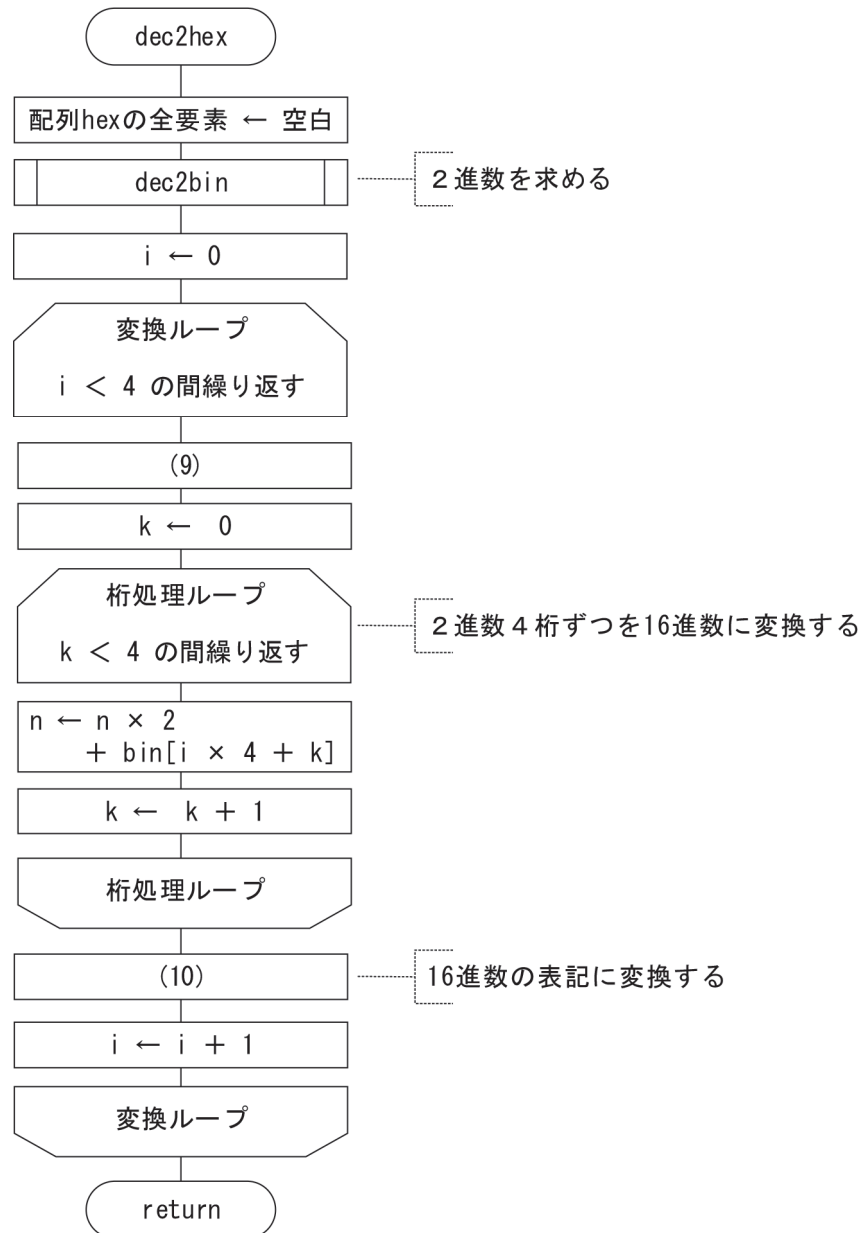 dec2hex
配列hexの全要素 ← 空白
dec2bin
２進数を求める
i ← 0
変換ループ
i ＜ 4 の間繰り返す
(9)
k ← 0
桁処理ループ
k ＜ 4 の間繰り返す
２進数４桁ずつを16進数に変換する
n ← n × 2
＋ bin[i × 4 + k]
k ← k + 1
桁処理ループ
(10)
16進数の表記に変換する
i ← i + 1
変換ループ
return